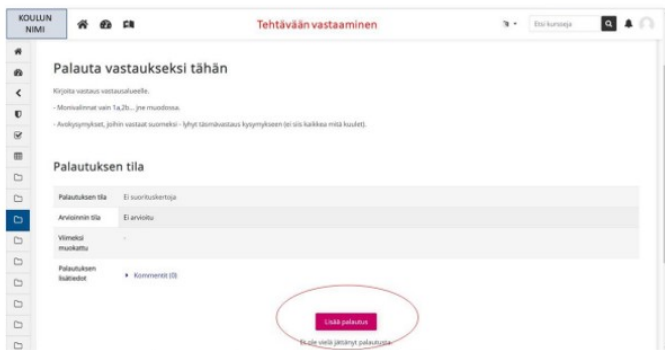 KOULUN
NIMI
Tehtävään vastaaminen
Etsi kursseja
Palauta vastaukseksi tähän
Kirjoita vastaus vastausalueelle.
- Monivalinnat vain 1a,2b... jne muodossa.
- Avokysymykset, joihin vastaat suomeksi - lyhyt täsmävastaus kysymykseen (ei siis kaikkea mitä kuulet).
Palautuksen tila
Palautuksen tila Ei suorituskertoja
Arvioinnin tila Ei arvioitu
Viimeksi
muokattu -
Palautuksen
lisätiedot Kommentit (0)
Lisää palautus
Et ole vielä jättänyt palautusta.